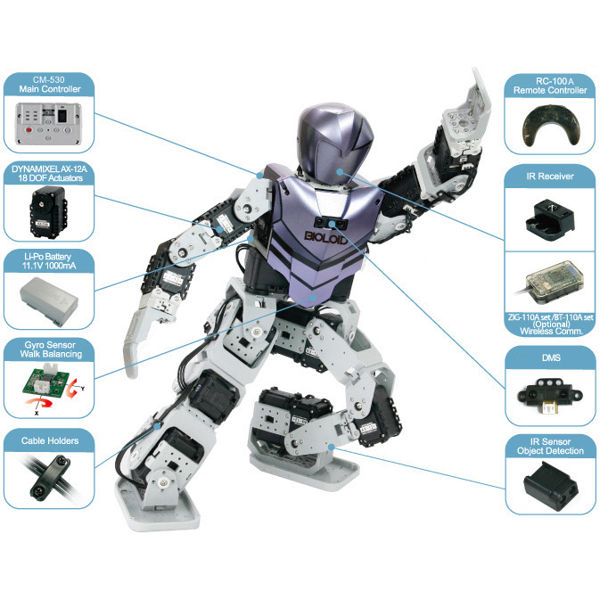 CM-530
Main Controller
DYNAMIXEL AX-12A
18 DOF Actuators
Li-Po Battery
11.1V 1000mA
Gyro Sensor
Walk Balancing
X
Y
Cable Holders
BIOLOID
RC-100A
Remote Controller
IR Receiver
ZIG-110A set/BT-110A set
(Optional)
Wireless Comm.
DMS
IR Sensor
Object Detection